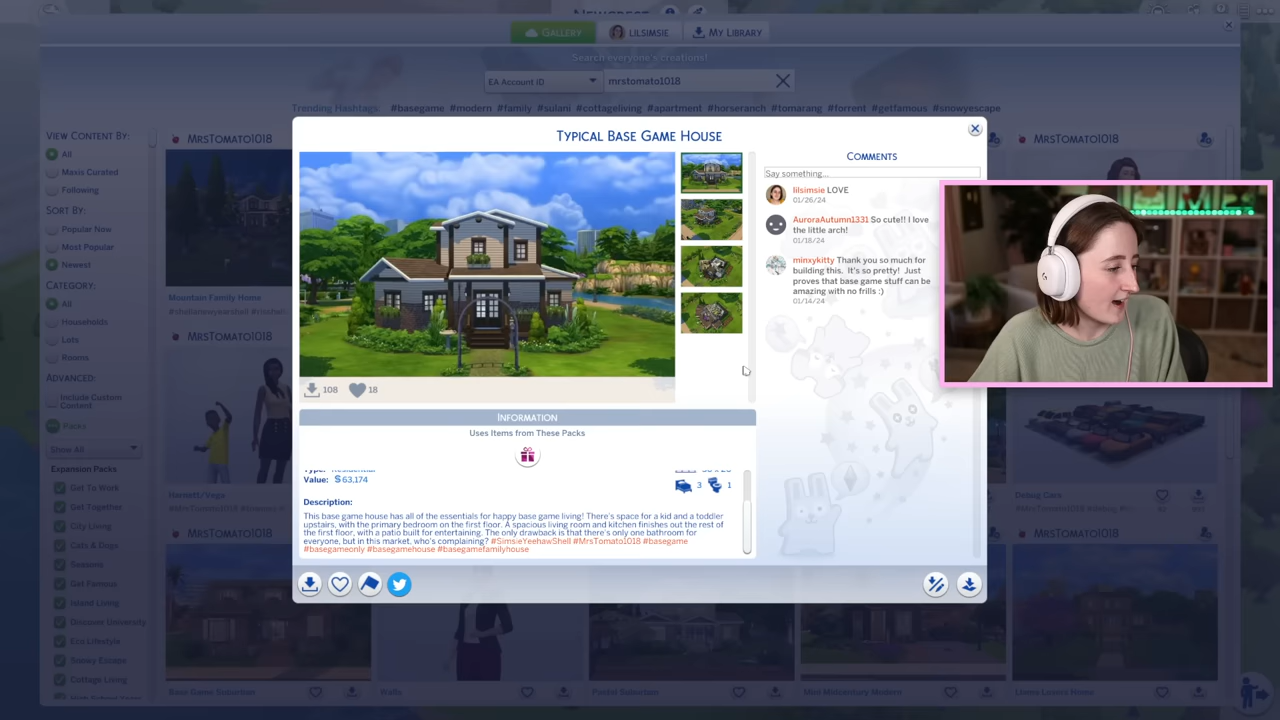 Newcrest
Gallery
LILSIMSIE
My Library
Search everyone's creations!
EA Account ID
mrstomato1018
Trending Hashtags: #basegame #modern #family #sulani #cottageliving #apartment #horseranch #tomarang #forrent #getfamous #snowyescape
View Content By:
All
Maxis Curated
Following
Sort By:
Popular Now
Most Popular
Newest
Category:
All
Households
Lots
Rooms
Advanced:
Include Custom
Content
Packs
Show All
Expansion Packs
Get To Work
Get Together
City Living
Cats & Dogs
Seasons
Get Famous
Island Living
Discover University
Eco Lifestyle
Snowy Escape
Cottage Living
MrsTomato1018
Mountain Family Home
MrsTomato1018
MrsTomato1018
Base Game Suburban
Walls
Pastel Suburban
Mini Midcentury Modern
MrsTomato1018
Debug Cars
MrsTomato1018
Typical Base Game House
108
18
Information
Uses Items from These Packs
Type: Residential
Value: §63,174
3
1
Description:
This base game house has all of the essentials for happy base game living! There's space for a kid and a toddler
upstairs, with the primary bedroom on the first floor. A spacious living room and kitchen finishes out the rest of
the first floor, with a patio built for entertaining. The only drawback is that there's only one bathroom for
everyone, but in this market, who's complaining? #SimsieYeehawShell #MrsTomato1018 #basegame
#basegameonly #basegamehouse #basegamefamilyhouse
Comments
Say something...
lilsimsie LOVE
01/26/24
AuroraAutumn1331 So cute!! I love
the little arch!
01/18/24
minxykitty Thank you so much for
building this. It's so pretty! Just
proves that base game stuff can be
amazing with no frills :)
01/14/24